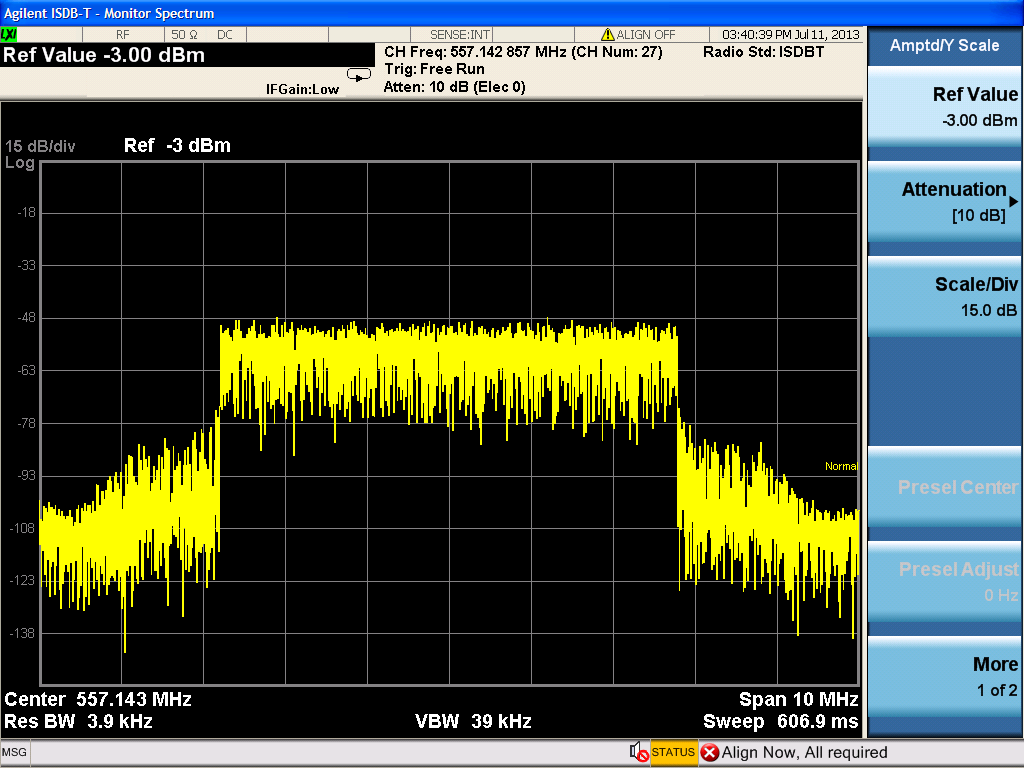 Agilent ISDB-T - Monitor Spectrum
LXI RF 50 Ω DC SENSE:INT ALIGN OFF 03:40:39 PM Jul 11, 2013
Ref Value -3.00 dBm
CH Freq: 557.142 857 MHz (CH Num: 27) Radio Std: ISDBT
Trig: Free Run
IFGain:Low Atten: 10 dB (Elec 0)
15 dB/div Ref -3 dBm
Log
-18
-33
-48
-63
-78
-93
-108
-123
-138
Normal
Center 557.143 MHz Span 10 MHz
Res BW 3.9 kHz VBW 39 kHz Sweep 606.9 ms
Amptd/Y Scale
Ref Value
-3.00 dBm
Attenuation
[10 dB]
Scale/Div
15.0 dB
Presel Center
Presel Adjust
0 Hz
More
1 of 2
MSG STATUS Align Now, All required